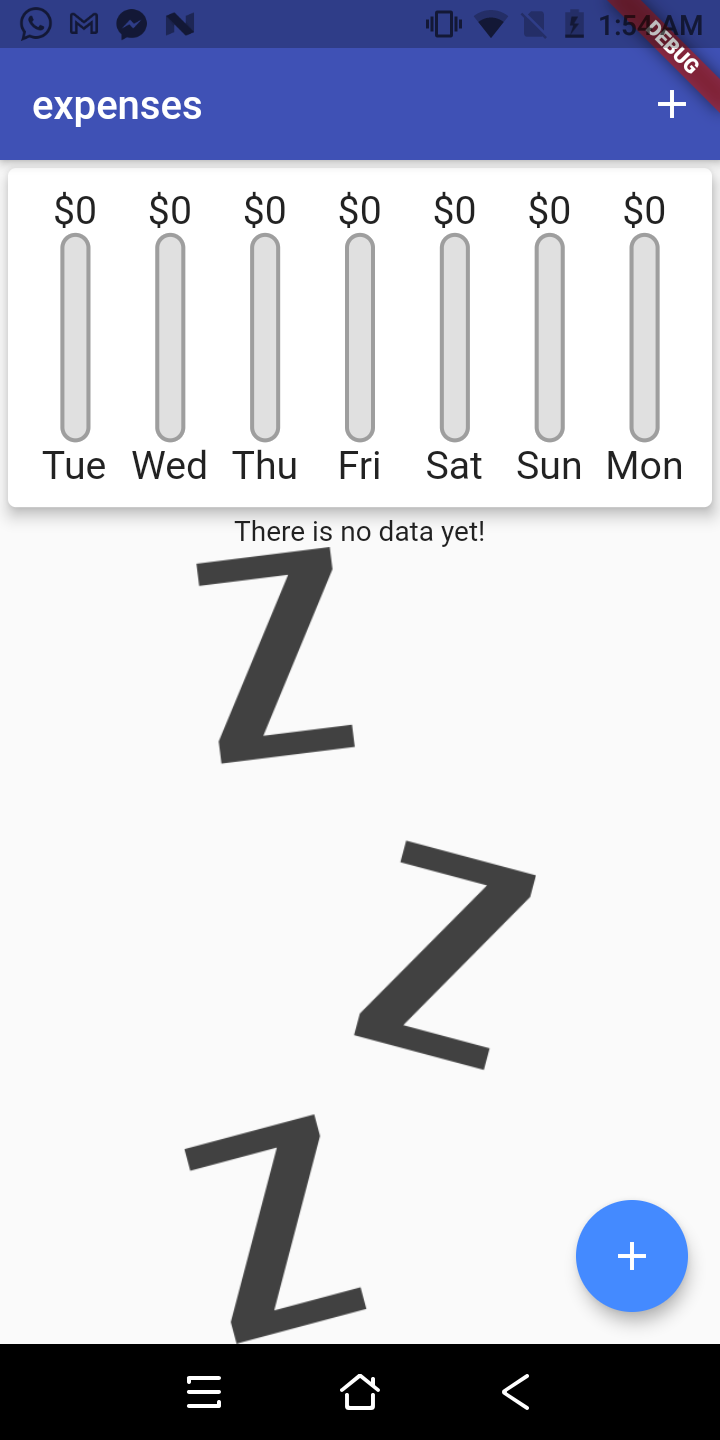 1:54 AM
DEBUG
expenses
$0 $0 $0 $0 $0 $0 $0
Tue Wed Thu Fri Sat Sun Mon
There is no data yet!
Z
Z
Z